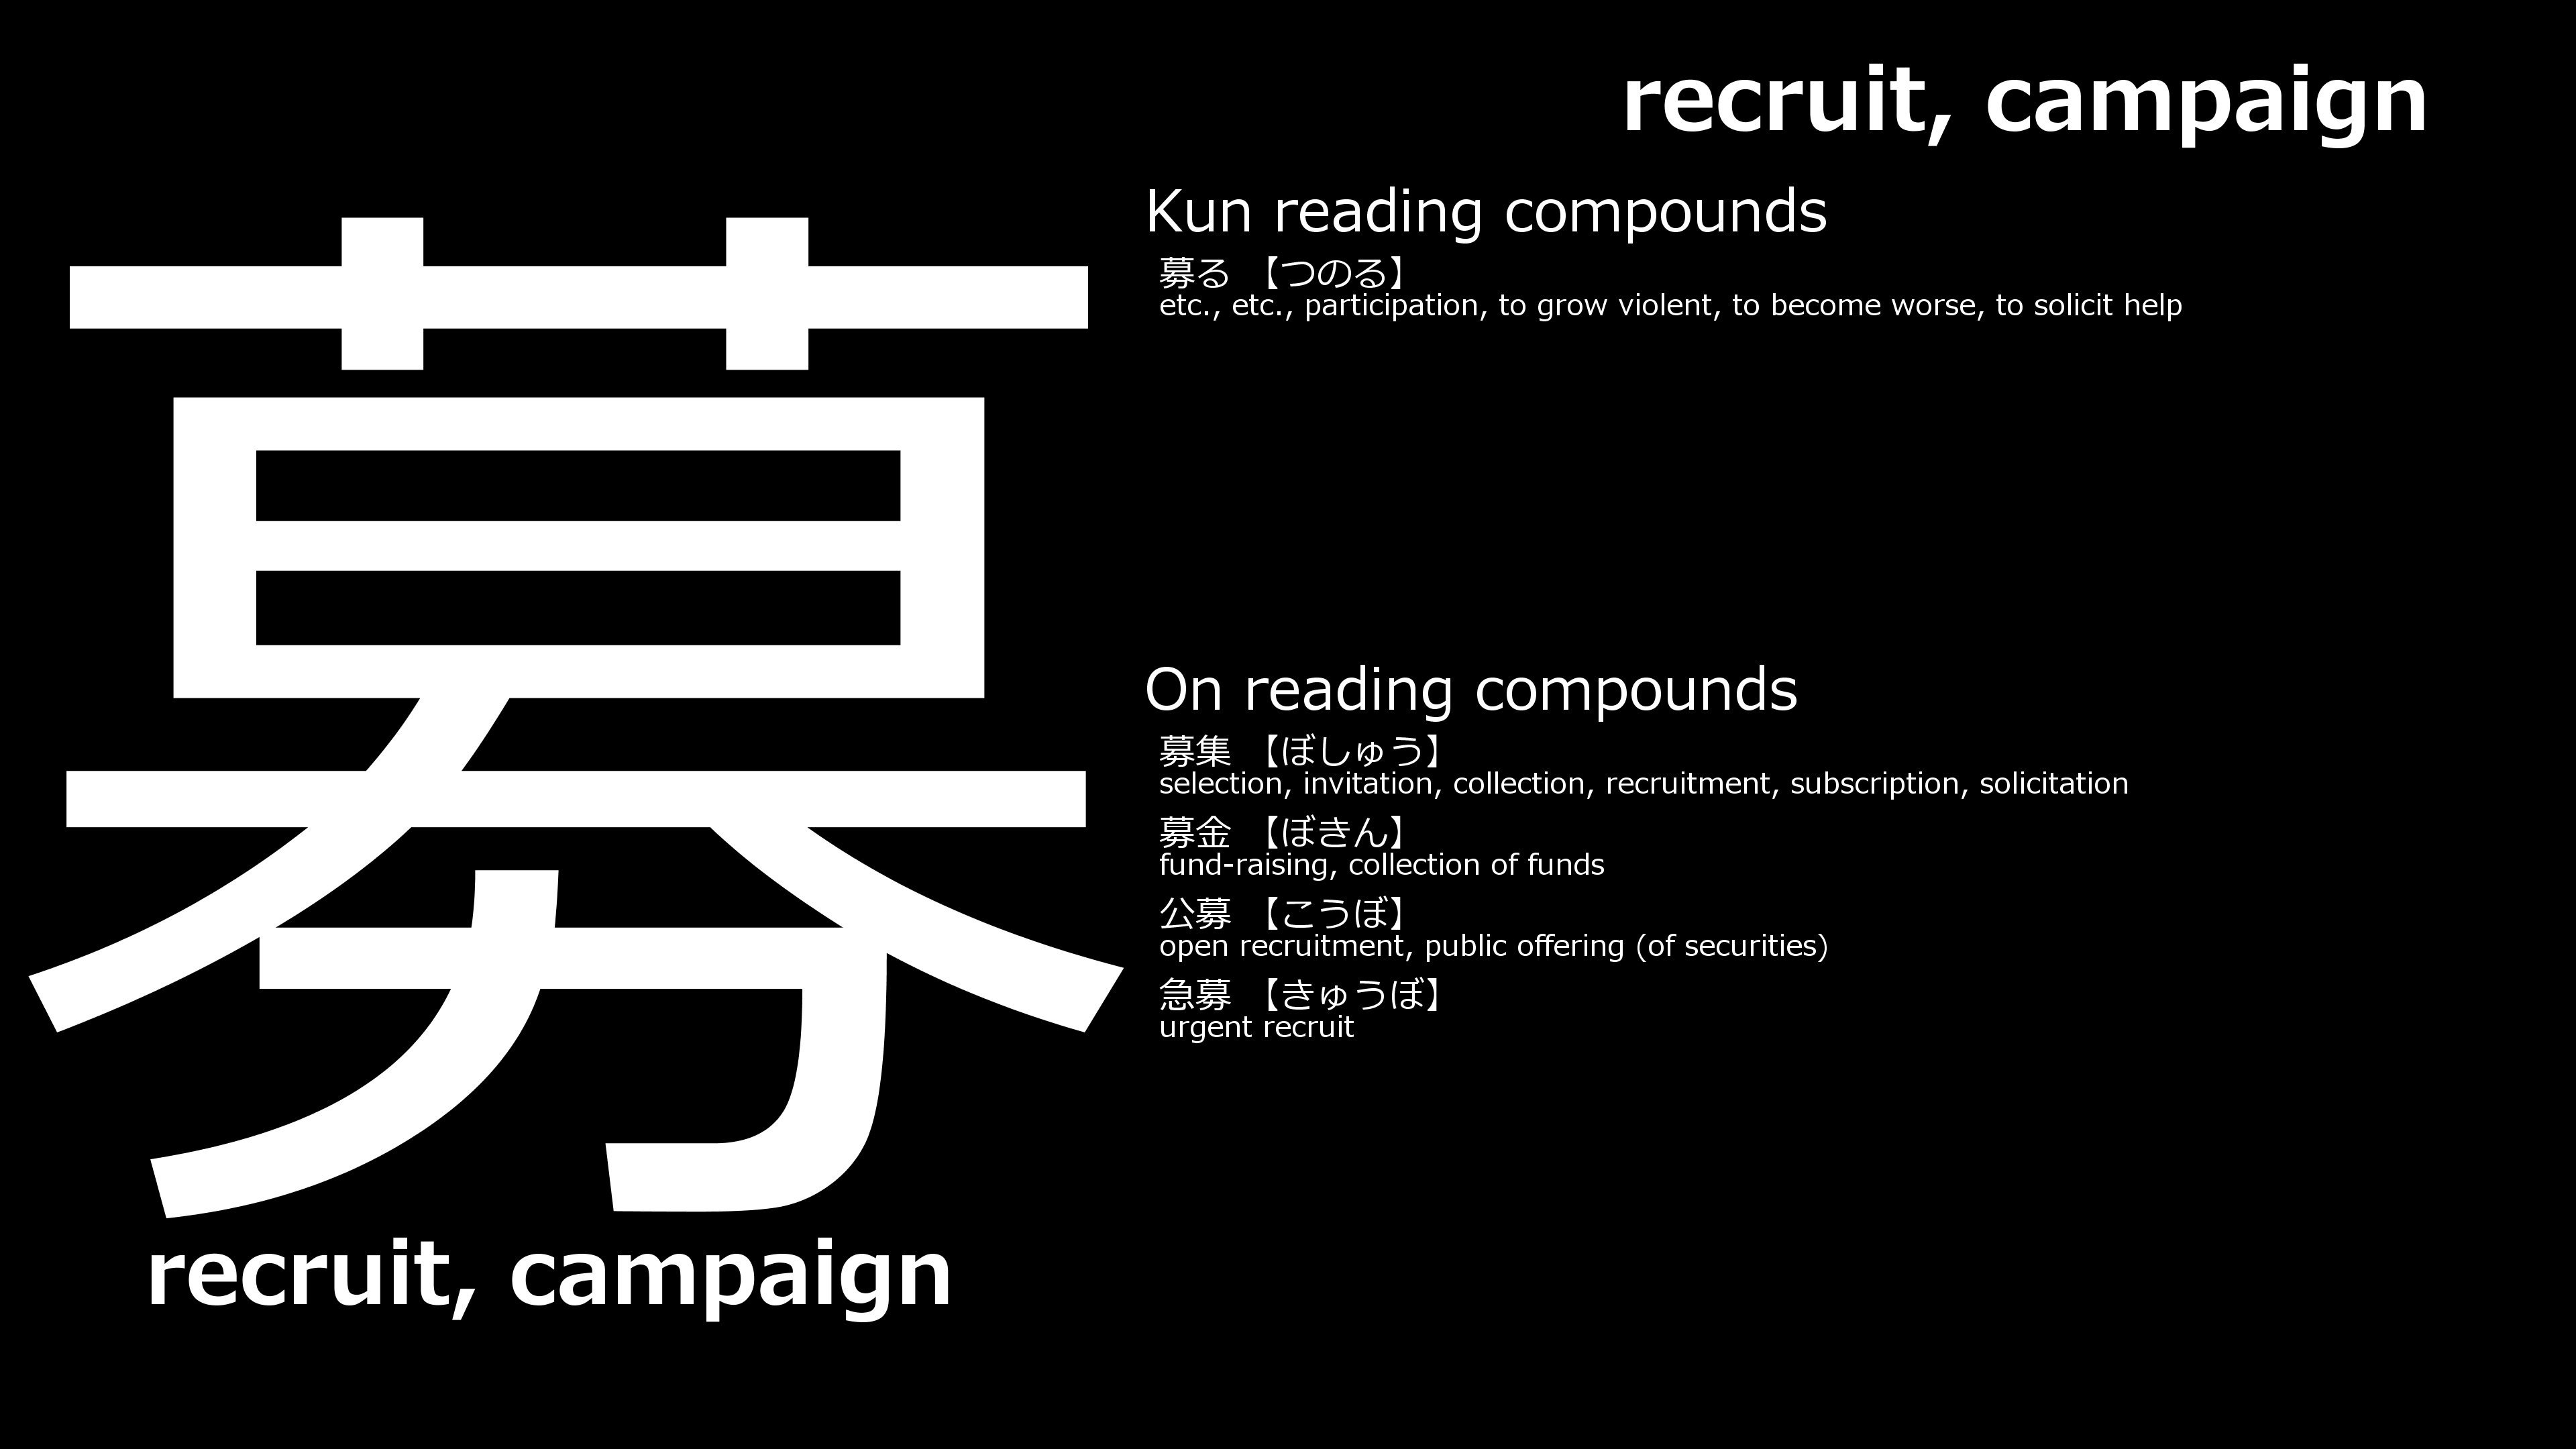 recruit, campaign
募
recruit, campaign
Kun reading compounds
募る 【つのる】
etc., etc., participation, to grow violent, to become worse, to solicit help
On reading compounds
募集 【ぼしゅう】
selection, invitation, collection, recruitment, subscription, solicitation
募金 【ぼきん】
fund-raising, collection of funds
公募 【こうぼ】
open recruitment, public offering (of securities)
急募 【きゅうぼ】
urgent recruit